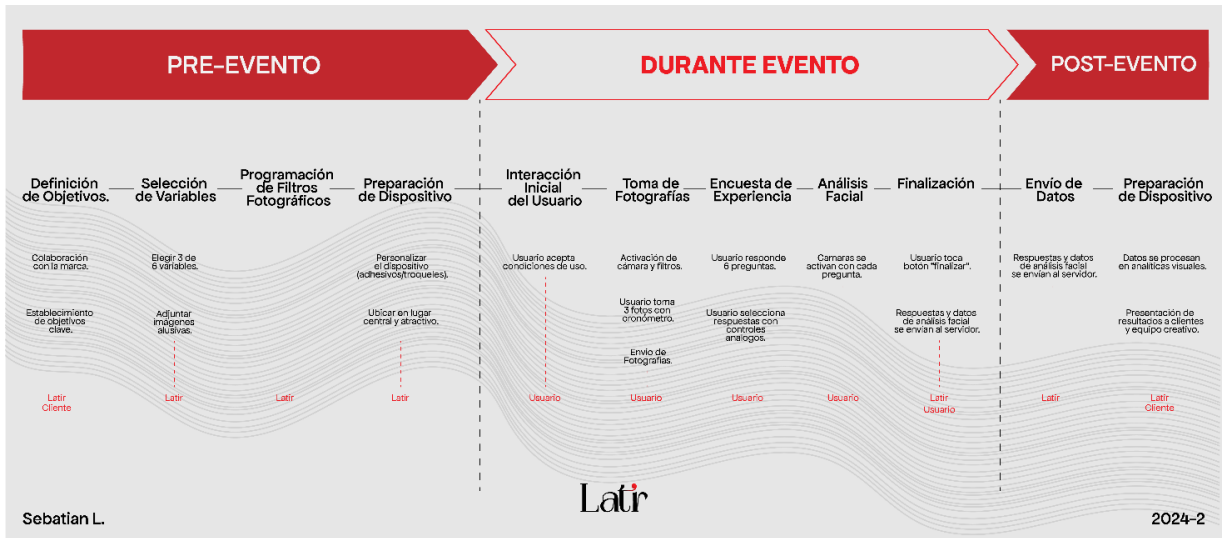 PRE-EVENTO
DURANTE EVENTO
POST-EVENTO
Definición
de Objetivos.
Selección
de Variables
Programación
de Filtros
Fotográficos
Preparación
de Dispositivo
Interacción
Inicial
del Usuario
Toma de
Fotografías
Encuesta de
Experiencia
Análisis
Facial
Finalización
Envío de
Datos
Preparación
de Dispositivo
Colaboración
con la marca.
Establecimiento
de objetivos
clave.
Elegir 3 de
6 variables.
Adjuntar
imágenes
alusivas.
Personalizar
el dispositivo
(adhesivos/troqueles).
Ubicar en lugar
central y atractivo.
Usuario acepta
condiciones de uso.
Activación de
cámara y filtros.
Usuario toma
3 fotos con
cronómetro.
Envío de
Fotografías.
Usuario responde
6 preguntas.
Usuario selecciona
respuestas con
controles
analogos.
Camaras se
activan con cada
pregunta.
Usuario toca
botón "finalizar".
Respuestas y datos
de análisis facial
se envían al servidor.
Respuestas y datos
de análisis facial
se envían al servidor.
Datos se procesan
en analíticas visuales.
Presentación de
resultados a clientes
y equipo creativo.
Latir
Cliente
Latir
Latir
Latir
Usuario
Usuario
Usuario
Usuario
Latir
Usuario
Latir
Latir
Cliente
Latir
Sebatian L.
2024-2